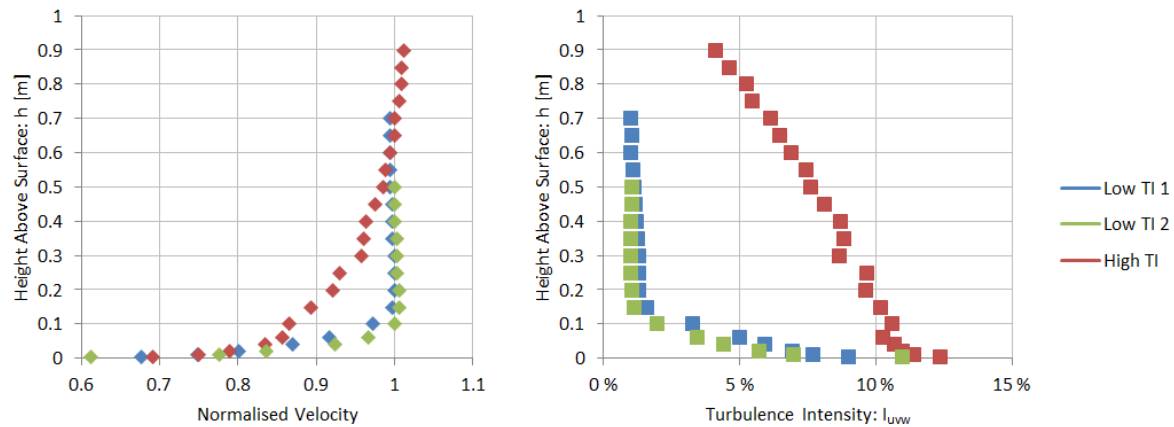 Height Above Surface: h [m]
1
0.9
0.8
0.7
0.6
0.5
0.4
0.3
0.2
0.1
0
0.6 0.7 0.8 0.9 1 1.1
Normalised Velocity
Height Above Surface: h [m]
1
0.9
0.8
0.7
0.6
0.5
0.4
0.3
0.2
0.1
0
0 % 5 % 10 % 15 %
Turbulence Intensity: Iuvw
Low TI 1
Low TI 2
High TI